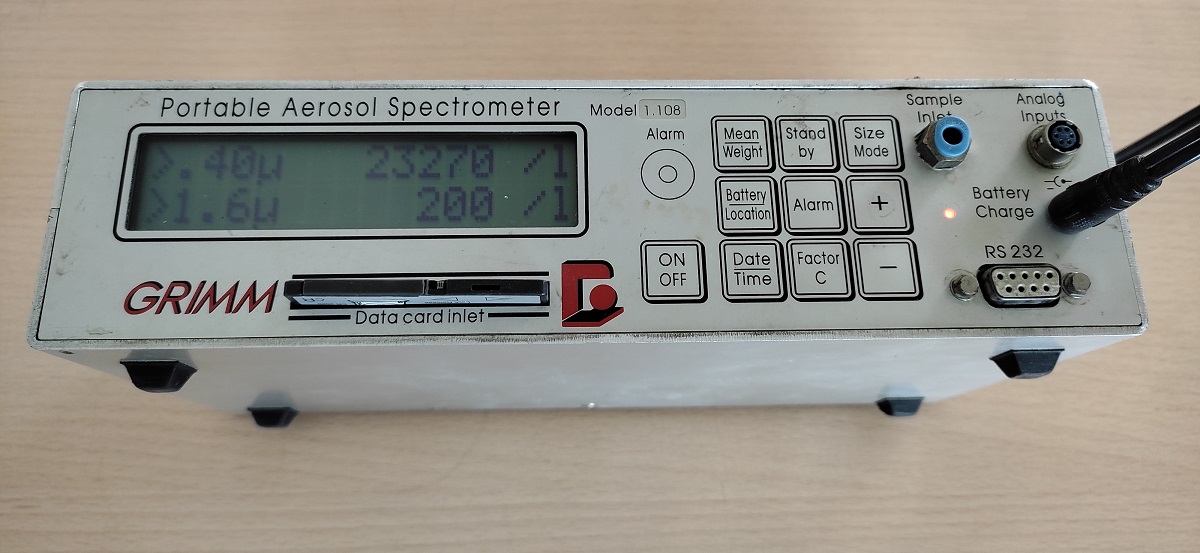 Portable Aerosol Spectrometer
Model 1.108
>.40µ 23270 /l
>1.6µ 200 /l
Alarm
Mean
Weight
Stand
by
Size
Mode
Battery
Location
Alarm
+
ON
OFF
Date
Time
Factor
C
−
Sample
Inlet
Analog
Inputs
Battery
Charge
RS 232
GRIMM
Data card inlet